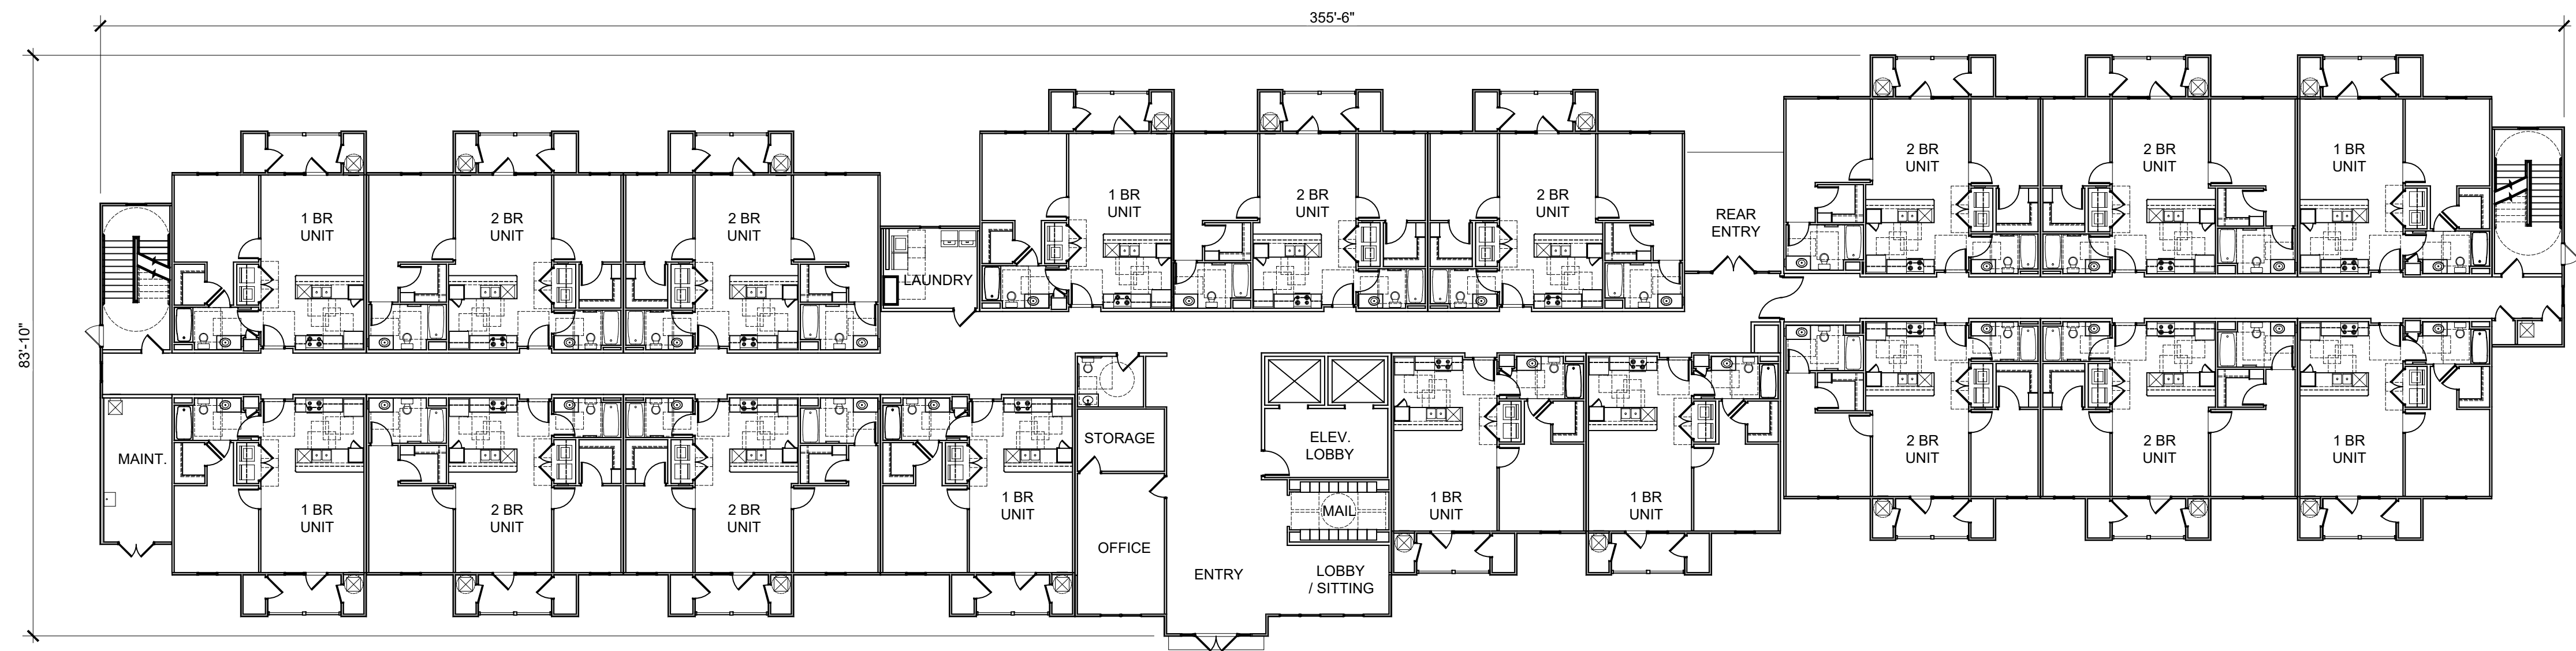 355'-6"
83'-10"
2 BR
UNIT
2 BR
UNIT
1 BR
UNIT
1 BR
UNIT
2 BR
UNIT
2 BR
UNIT
1 BR
UNIT
2 BR
UNIT
2 BR
UNIT
REAR
ENTRY
LAUNDRY
MAINT.
STORAGE
ELEV.
LOBBY
2 BR
UNIT
2 BR
UNIT
1 BR
UNIT
1 BR
UNIT
2 BR
UNIT
2 BR
UNIT
1 BR
UNIT
MAIL
1 BR
UNIT
1 BR
UNIT
OFFICE
ENTRY
LOBBY
/ SITTING